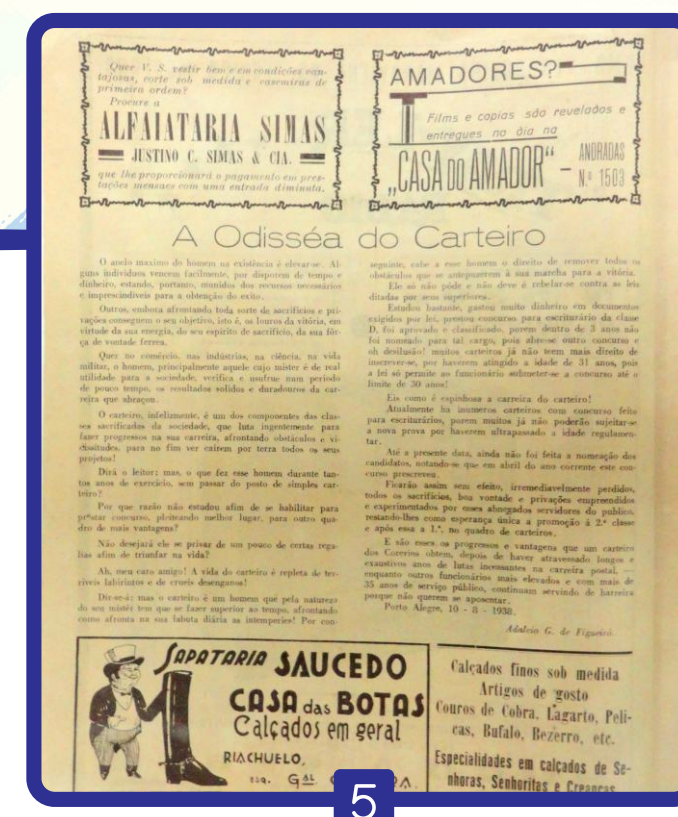 Quer V. S. vestir bem e em condições van-
tajosas, corte sob medida e casemiras de
primeira ordem?
Procure a
ALFAIATARIA SIMAS
JUSTINO C. SIMAS & CIA.
que lhe proporcionará o pagamento em pres-
tações mensaes com uma entrada diminuta.
AMADORES?
Films e copias são revelados e
entregues no dia na
„CASA DO AMADOR“ – ANDRADAS
N.º 1503
A Odisséa do Carteiro
O anelo maximo do homem na existência é elevar-se. Al-
guns individuos vencem facilmente, por disporem de tempo e
dinheiro, estando, portanto, munidos dos recursos necessários
e imprescindiveis para a obtenção do exito.
Outros, embora afrontando toda sorte de sacrificios e pri-
vações conseguem o seu objetivo, isto é, os louros da vitória, em
virtude da sua energia, do seu espirito de sacrifício, da sua fôr-
ça de vontade ferrea.
Quer no comércio, nas indústrias, na ciência, na vida
militar, o homem, principalmente aquele cujo mistér é de real
utilidade para a sociedade, verifica e usufrue num periodo
de pouco tempo, os resultados solidos e duradouros da car-
reira que abraçou.
O carteiro, infelizmente, é um dos componentes das clas-
ses sacrificadas da sociedade, que luta ingentemente para
fazer progressos na sua carreira, afrontando obstáculos e vi-
cissitudes, para no fim ver cairem por terra todos os seus
projetos!
Dirá o leitor: mas, o que fez esse homem durante tan-
tos anos de exercício, sem passar do posto de simples car-
teiro?
Por que razão não estudou afim de se habilitar para
prestar concurso, pleiteando melhor lugar, para outro qua-
dro de mais vantagens?
Não desejará ele se privar de um pouco de certas rega-
lias afim de triunfar na vida?
Ah, meu caro amigo! A vida do carteiro é repleta de ter-
riveis labirintos e de crueis desenganos!
Dir-se-á: mas o carteiro é um homem que pela natureza
do seu mistér tem que se fazer superior ao tempo, afrontando
como afronta na sua labuta diária as intemperies! Por con-
seguinte, cabe a esse homem o direito de remover todos os
obstáculos que se antepuzerem à sua marcha para a vitória.
Ele só não póde e não deve é rebelar-se contra as leis
ditadas por seus superiores.
Estudou bastante, gastou muito dinheiro em documentos
exigidos por lei, prestou concurso para escriturário da classe
D, foi aprovado e classificado, porem dentro de 3 anos não
foi nomeado para tal cargo, pois abre-se outro concurso e
oh desilusão! muitos carteiros já não teem mais direito de
inscrever-se, por haverem atingido a idade de 31 anos, pois
a lei só permite ao funcionário submeter-se a concurso até o
limite de 30 anos!
Eis como é espinhosa a carreira do carteiro!
Atualmente ha inumeros carteiros com concurso feito
para escriturários, porem muitos já não poderão sujeitar-se
a nova prova por haverem ultrapassado a idade regulamen-
tar.
Até a presente data, ainda não foi feita a nomeação dos
candidatos, notando-se que em abril do ano corrente este con-
curso prescreveu.
Ficarão assim sem efeito, irremediavelmente perdidos,
todos os sacrificios, boa vontade e privações empreendidos
e experimentados por esses abnegados servidores do publico,
restando-lhes como esperança única a promoção á 2.ª classe
e após essa a 1.ª, no quadro de carteiros.
E são esses os progressos e vantagens que um carteiro
dos Correios obtem, depois de haver atravessado longos e
exaustivos anos de lutas incessantes na carreira postal, —
enquanto outros funcionários mais elevados e com mais de
35 anos de serviço público, continuam servindo de barreira
porque não querem se aposentar.
Porto Alegre, 10 - 8 - 1938.
G. de Figueiró.
SAPATARIA SAUCEDO
CASA das BOTAS
Calçados em geral
RIACHUELO,
ESQ. GAL.
Calçados finos sob medida
Artigos de gosto
Couros de Cobra, Lagarto, Peli-
cas, Bufalo, Bezerro, etc.
Especialidades em calçados de Se-
nhoras, Senhoritas e Creanças
5